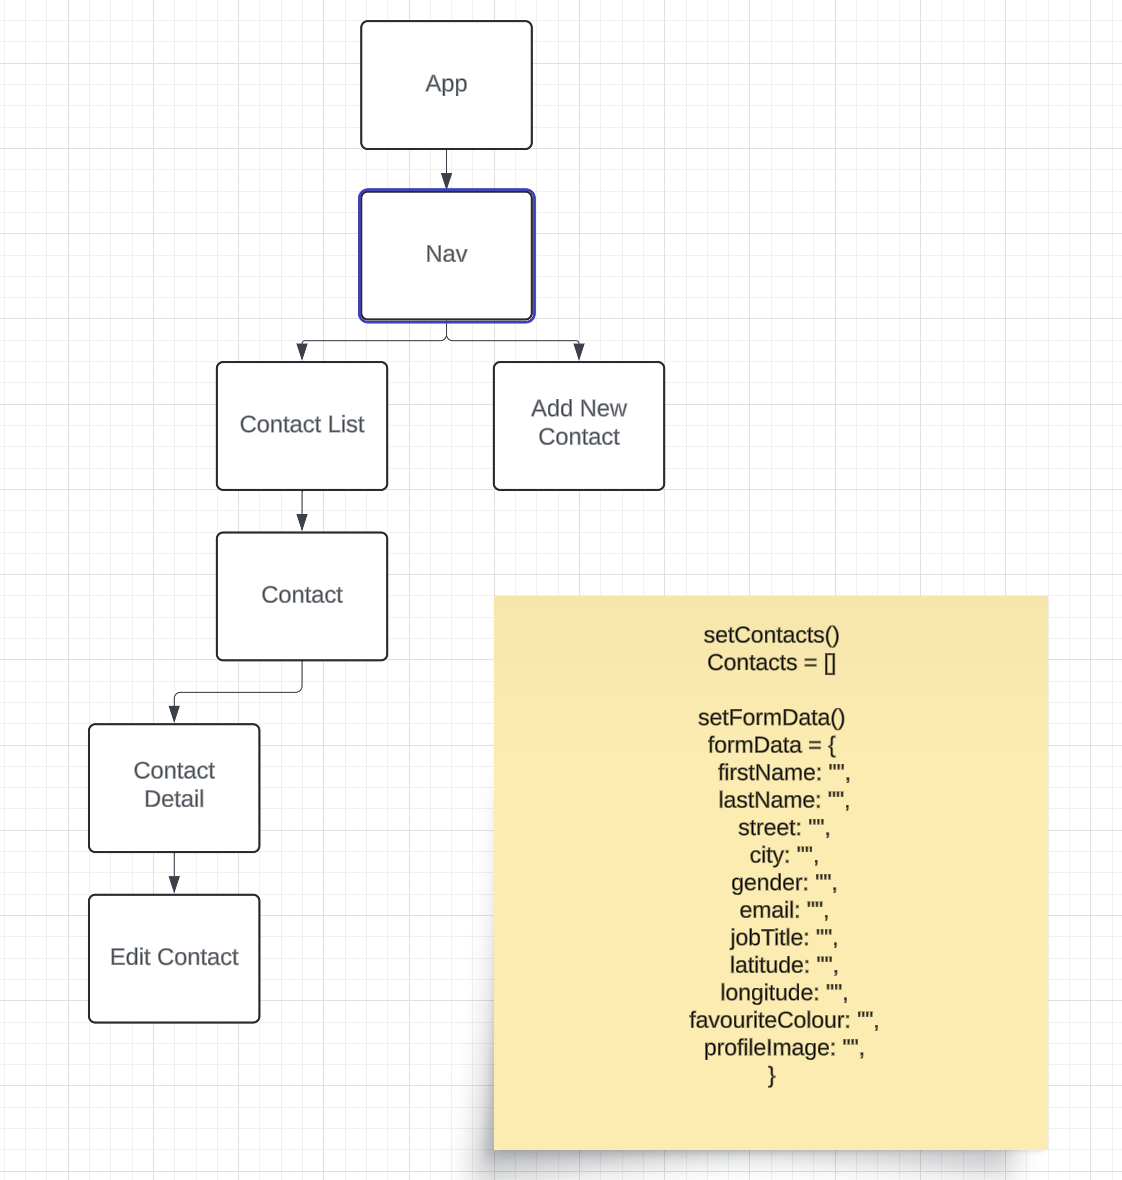 App
Nav
Contact List
Add New
Contact
Contact
Contact
Detail
Edit Contact
setContacts()
Contacts = []
setFormData()
formData = {
firstName: "",
lastName: "",
street: "",
city: "",
gender: "",
email: "",
jobTitle: "",
latitude: "",
longitude: "",
favouriteColour: "",
profileImage: "",
}